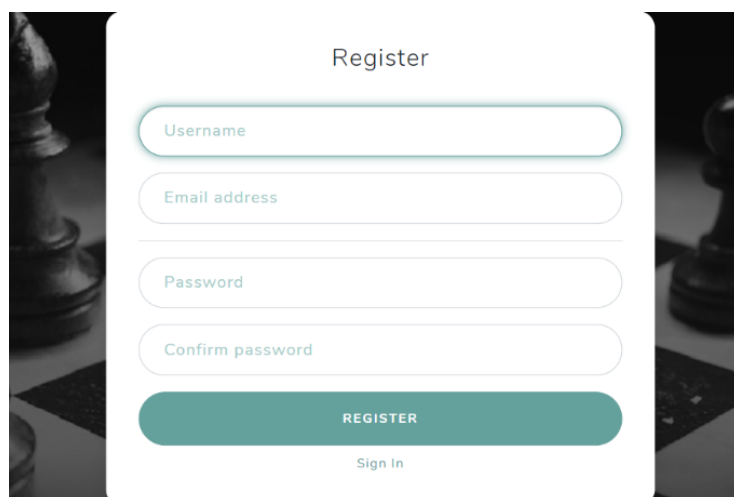 Register
Username
Email address
Password
Confirm password
REGISTER
Sign In